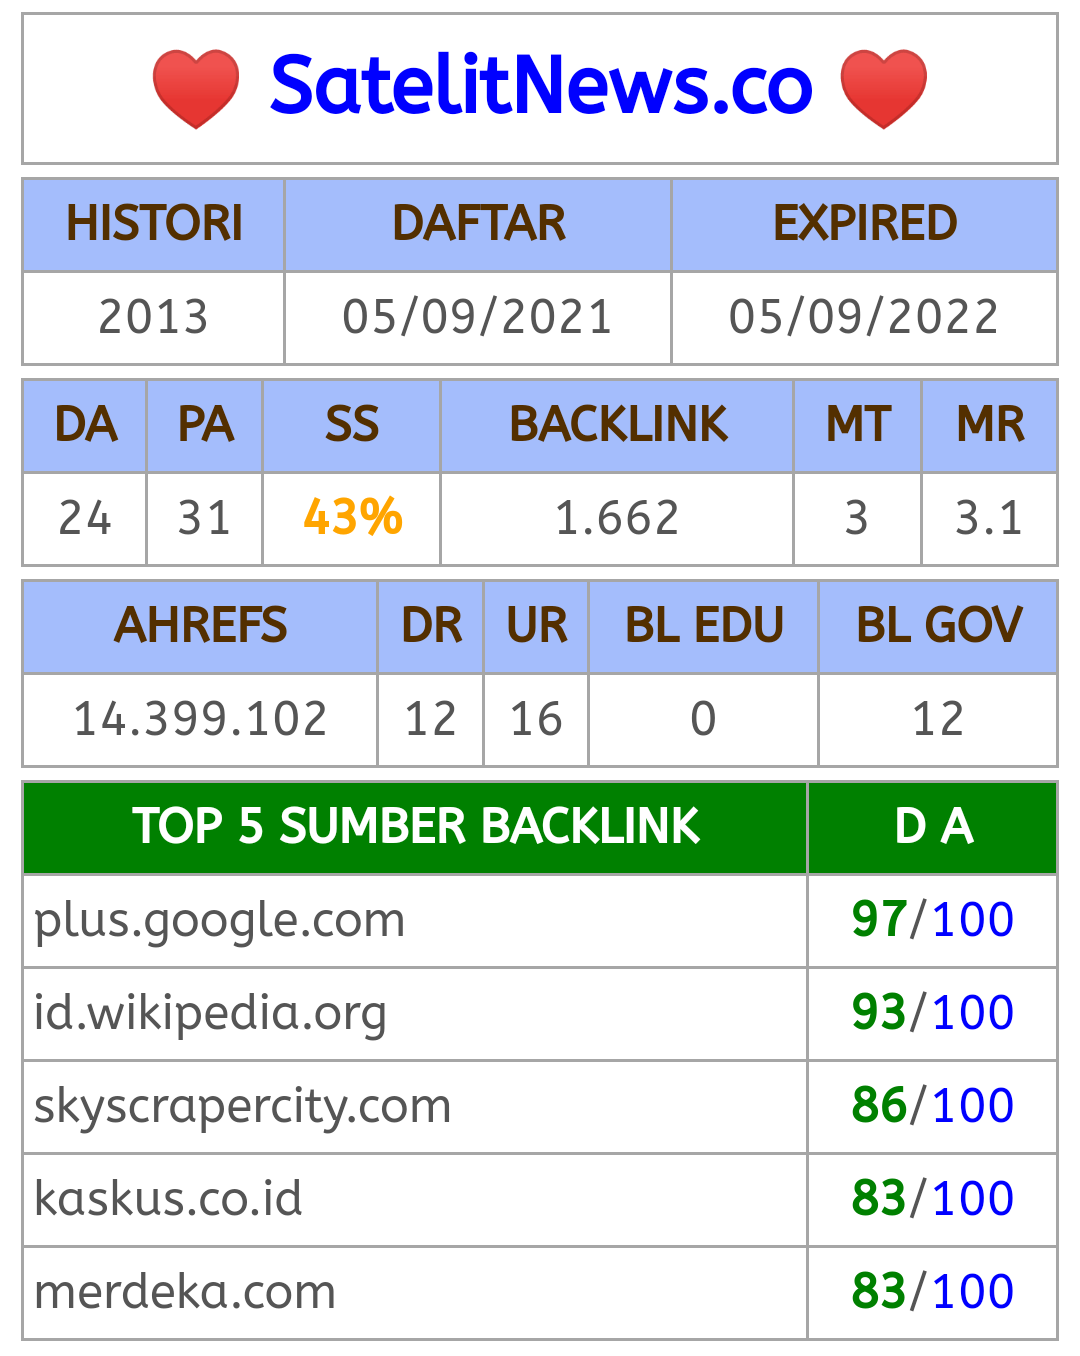 SatelitNews.co
HISTORI DAFTAR EXPIRED
2013 05/09/2021 05/09/2022
DA PA SS BACKLINK MT MR
24 31 43% 1.662 3 3.1
AHREFS DR UR BL EDU BL GOV
14.399.102 12 16 0 12
TOP 5 SUMBER BACKLINK D A
plus.google.com 97/100
id.wikipedia.org 93/100
skyscrapercity.com 86/100
kaskus.co.id 83/100
merdeka.com 83/100